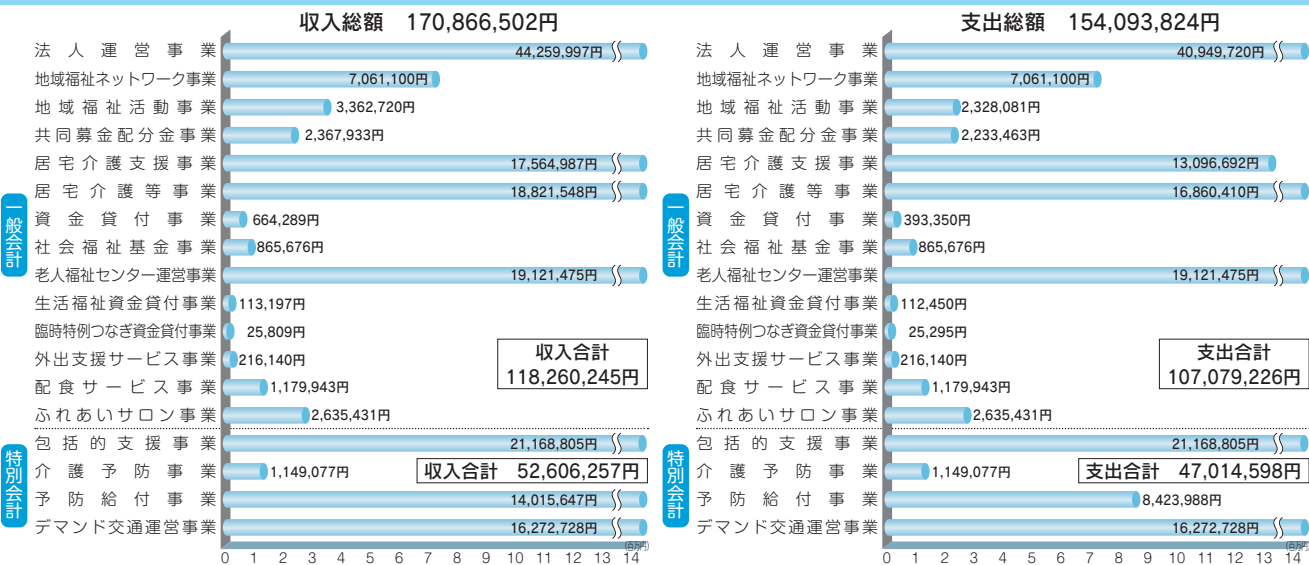 収入総額 170,866,502円
一般会計
法人運営事業 44,259,997円
地域福祉ネットワーク事業 7,061,100円
地域福祉活動事業 3,362,720円
共同募金配分金事業 2,367,933円
居宅介護支援事業 17,564,987円
居宅介護等事業 18,821,548円
資金貸付事業 664,289円
社会福祉基金事業 865,676円
老人福祉センター運営事業 19,121,475円
生活福祉資金貸付事業 113,197円
臨時特例つなぎ資金貸付事業 25,809円
外出支援サービス事業 216,140円
配食サービス事業 1,179,943円
ふれあいサロン事業 2,635,431円
収入合計
118,260,245円
特別会計
包括的支援事業 21,168,805円
介護予防事業 1,149,077円
予防給付事業 14,015,647円
デマンド交通運営事業 16,272,728円
収入合計 52,606,257円
(百万円)
0 1 2 3 4 5 6 7 8 9 10 11 12 13 14
支出総額 154,093,824円
一般会計
法人運営事業 40,949,720円
地域福祉ネットワーク事業 7,061,100円
地域福祉活動事業 2,328,081円
共同募金配分金事業 2,233,463円
居宅介護支援事業 13,096,692円
居宅介護等事業 16,860,410円
資金貸付事業 393,350円
社会福祉基金事業 865,676円
老人福祉センター運営事業 19,121,475円
生活福祉資金貸付事業 112,450円
臨時特例つなぎ資金貸付事業 25,295円
外出支援サービス事業 216,140円
配食サービス事業 1,179,943円
ふれあいサロン事業 2,635,431円
支出合計
107,079,226円
特別会計
包括的支援事業 21,168,805円
介護予防事業 1,149,077円
予防給付事業 8,423,988円
デマンド交通運営事業 16,272,728円
支出合計 47,014,598円
(百万円)
0 1 2 3 4 5 6 7 8 9 10 11 12 13 14